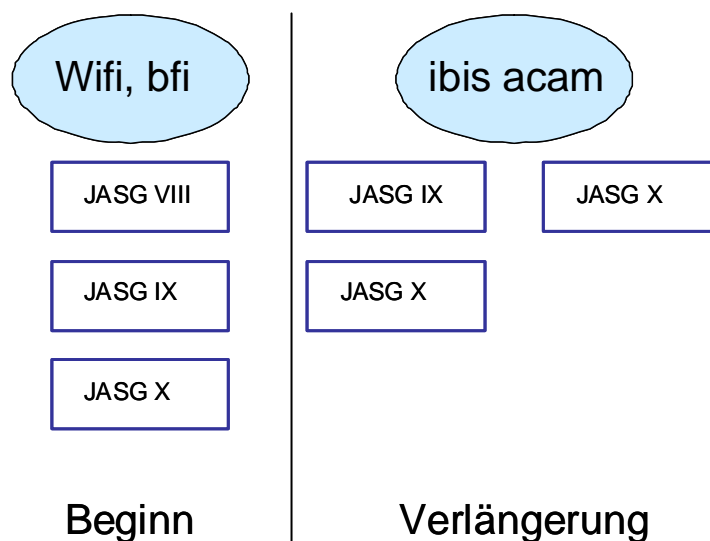 Wifi, bfi
ibis acam
JASG VIII
JASG IX
JASG X
JASG IX
JASG X
JASG X
Beginn
Verlängerung